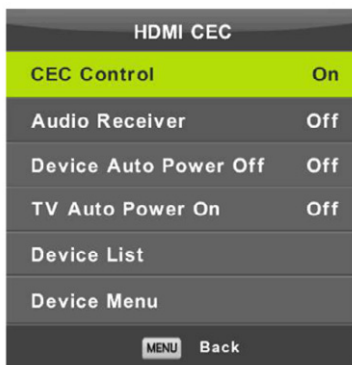 HDMI CEC
CEC Control On
Audio Receiver Off
Device Auto Power Off Off
TV Auto Power On Off
Device List
Device Menu
MENU Back